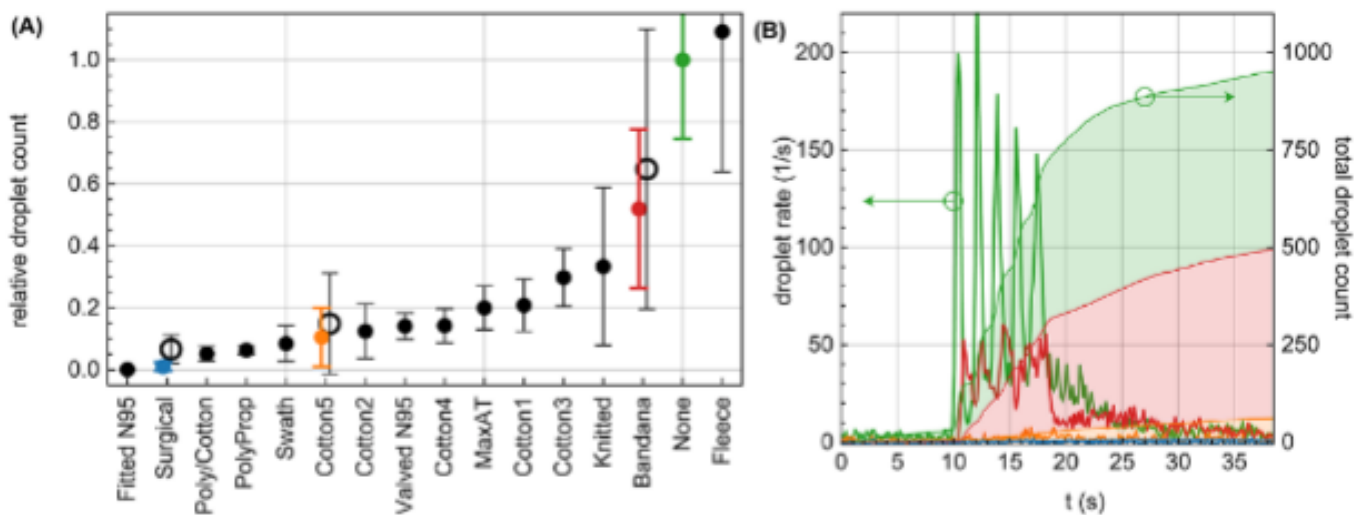 (A)
relative droplet count
1.0
0.8
0.6
0.4
0.2
0.0
Fitted N95
Surgical
Poly/Cotton
PolyProp
Swath
Cotton5
Cotton2
Valved N95
Cotton4
MaxAT
Cotton1
Cotton3
Knitted
Bandana
None
Fleece
(B)
droplet rate (1/s)
200
150
100
50
0
0
5
10
15
20
25
30
35
t (s)
1000
750
500
250
0
total droplet count